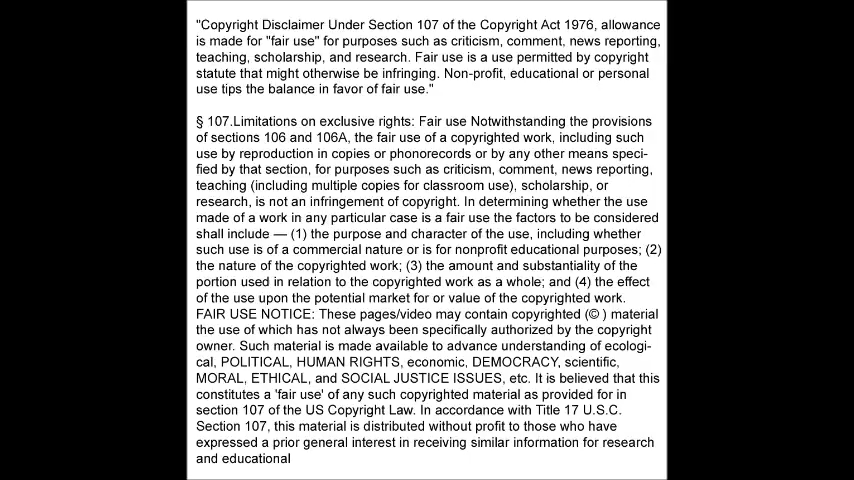 "Copyright Disclaimer Under Section 107 of the Copyright Act 1976, allowance
is made for "fair use" for purposes such as criticism, comment, news reporting,
teaching, scholarship, and research. Fair use is a use permitted by copyright
statute that might otherwise be infringing. Non-profit, educational or personal
use tips the balance in favor of fair use."
§ 107.Limitations on exclusive rights: Fair use Notwithstanding the provisions
of sections 106 and 106A, the fair use of a copyrighted work, including such
use by reproduction in copies or phonorecords or by any other means speci-
fied by that section, for purposes such as criticism, comment, news reporting,
teaching (including multiple copies for classroom use), scholarship, or
research, is not an infringement of copyright. In determining whether the use
made of a work in any particular case is a fair use the factors to be considered
shall include — (1) the purpose and character of the use, including whether
such use is of a commercial nature or is for nonprofit educational purposes; (2)
the nature of the copyrighted work; (3) the amount and substantiality of the
portion used in relation to the copyrighted work as a whole; and (4) the effect
of the use upon the potential market for or value of the copyrighted work.
FAIR USE NOTICE: These pages/video may contain copyrighted (© ) material
the use of which has not always been specifically authorized by the copyright
owner. Such material is made available to advance understanding of ecologi-
cal, POLITICAL, HUMAN RIGHTS, economic, DEMOCRACY, scientific,
MORAL, ETHICAL, and SOCIAL JUSTICE ISSUES, etc. It is believed that this
constitutes a 'fair use' of any such copyrighted material as provided for in
section 107 of the US Copyright Law. In accordance with Title 17 U.S.C.
Section 107, this material is distributed without profit to those who have
expressed a prior general interest in receiving similar information for research
and educational